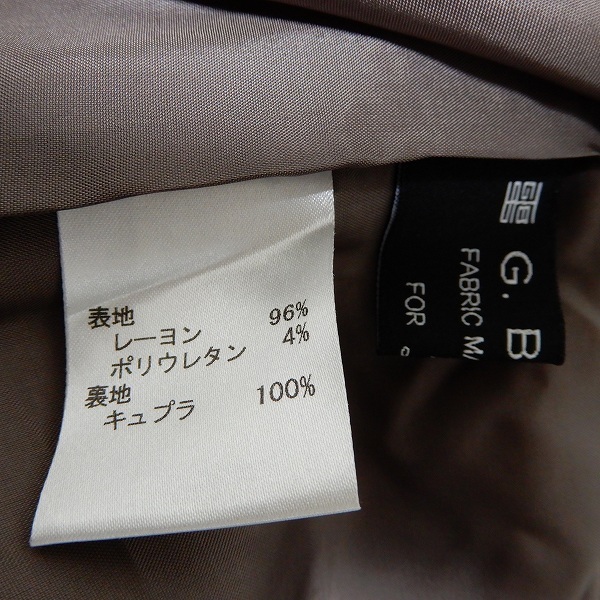 表地
レーヨン 96%
ポリウレタン 4%
裏地
キュプラ 100%
G. B
FABRIC
FOR